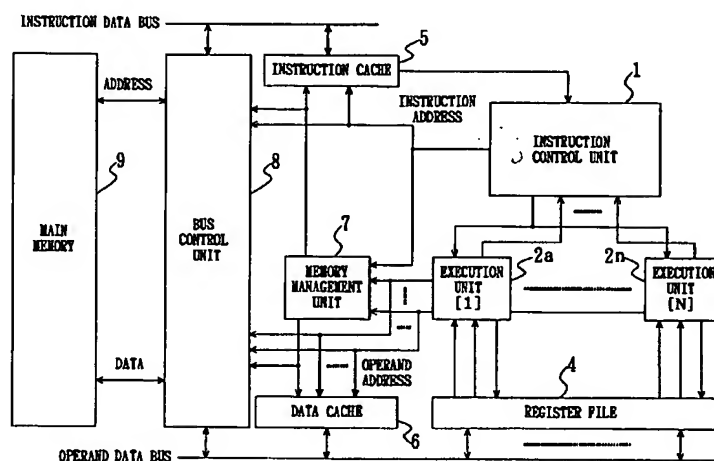 INSTRUCTION DATA BUS
5
INSTRUCTION CACHE
1
ADDRESS
INSTRUCTION
ADDRESS
INSTRUCTION
CONTROL UNIT
9
8
MAIN
MEMORY
BUS
CONTROL
UNIT
7
MEMORY
MANAGEMENT
UNIT
2a
EXECUTION
UNIT
[1]
2n
EXECUTION
UNIT
[N]
OPERAND
ADDRESS
DATA
4
DATA CACHE
REGISTER FILE
6
OPERAND DATA BUS